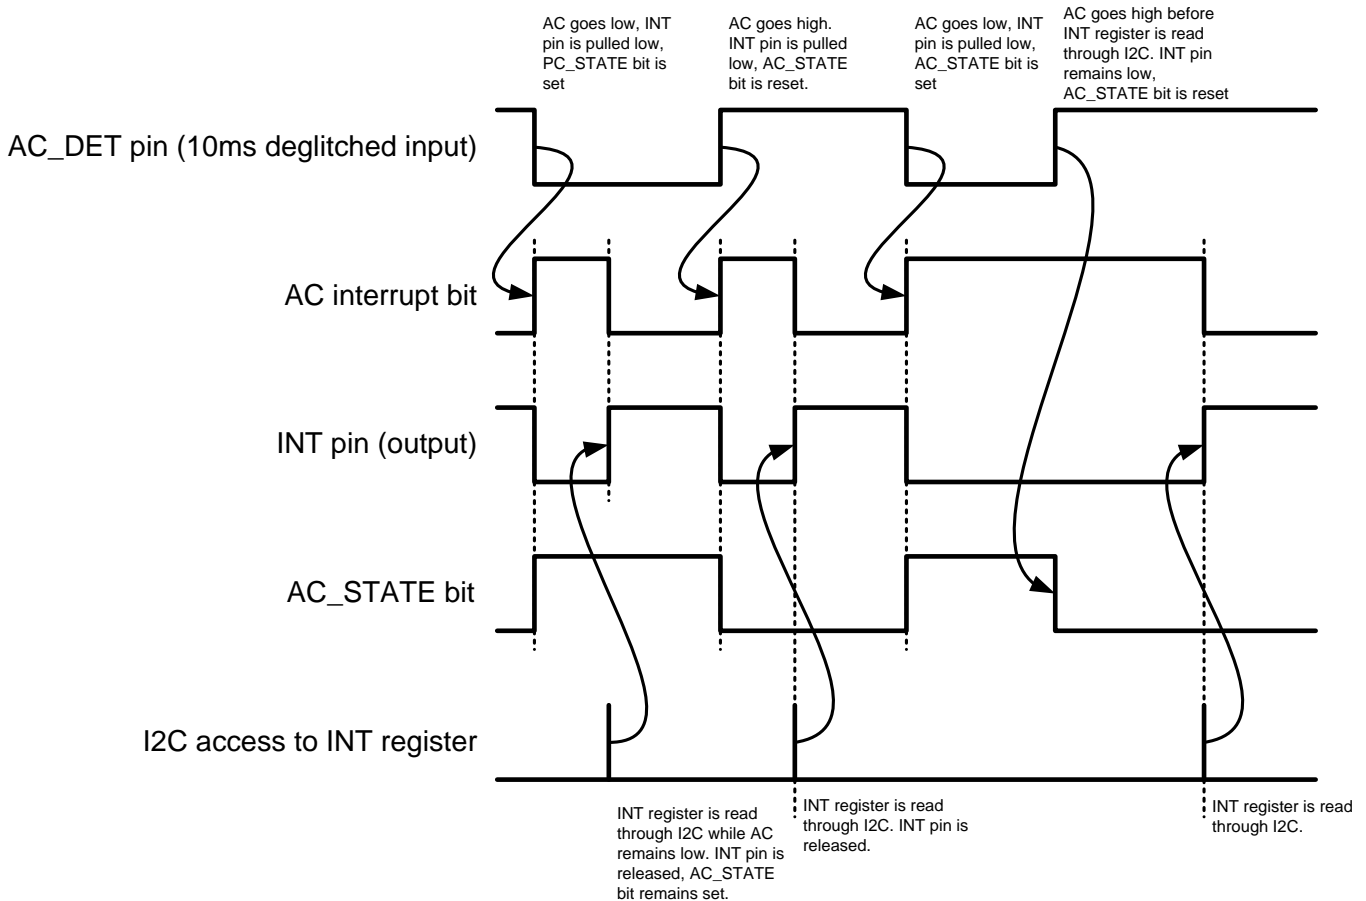 AC goes low, INT
pin is pulled low,
PC_STATE bit is
set
AC goes high.
INT pin is pulled
low, AC_STATE
bit is reset.
AC goes low, INT
pin is pulled low,
AC_STATE bit is
set
AC goes high before
INT register is read
through I2C. INT pin
remains low,
AC_STATE bit is reset
AC_DET pin (10ms deglitched input)
AC interrupt bit
INT pin (output)
AC_STATE bit
I2C access to INT register
INT register is read
through I2C while AC
remains low. INT pin is
released, AC_STATE
bit remains set.
INT register is read
through I2C. INT pin is
released.
INT register is read
through I2C.